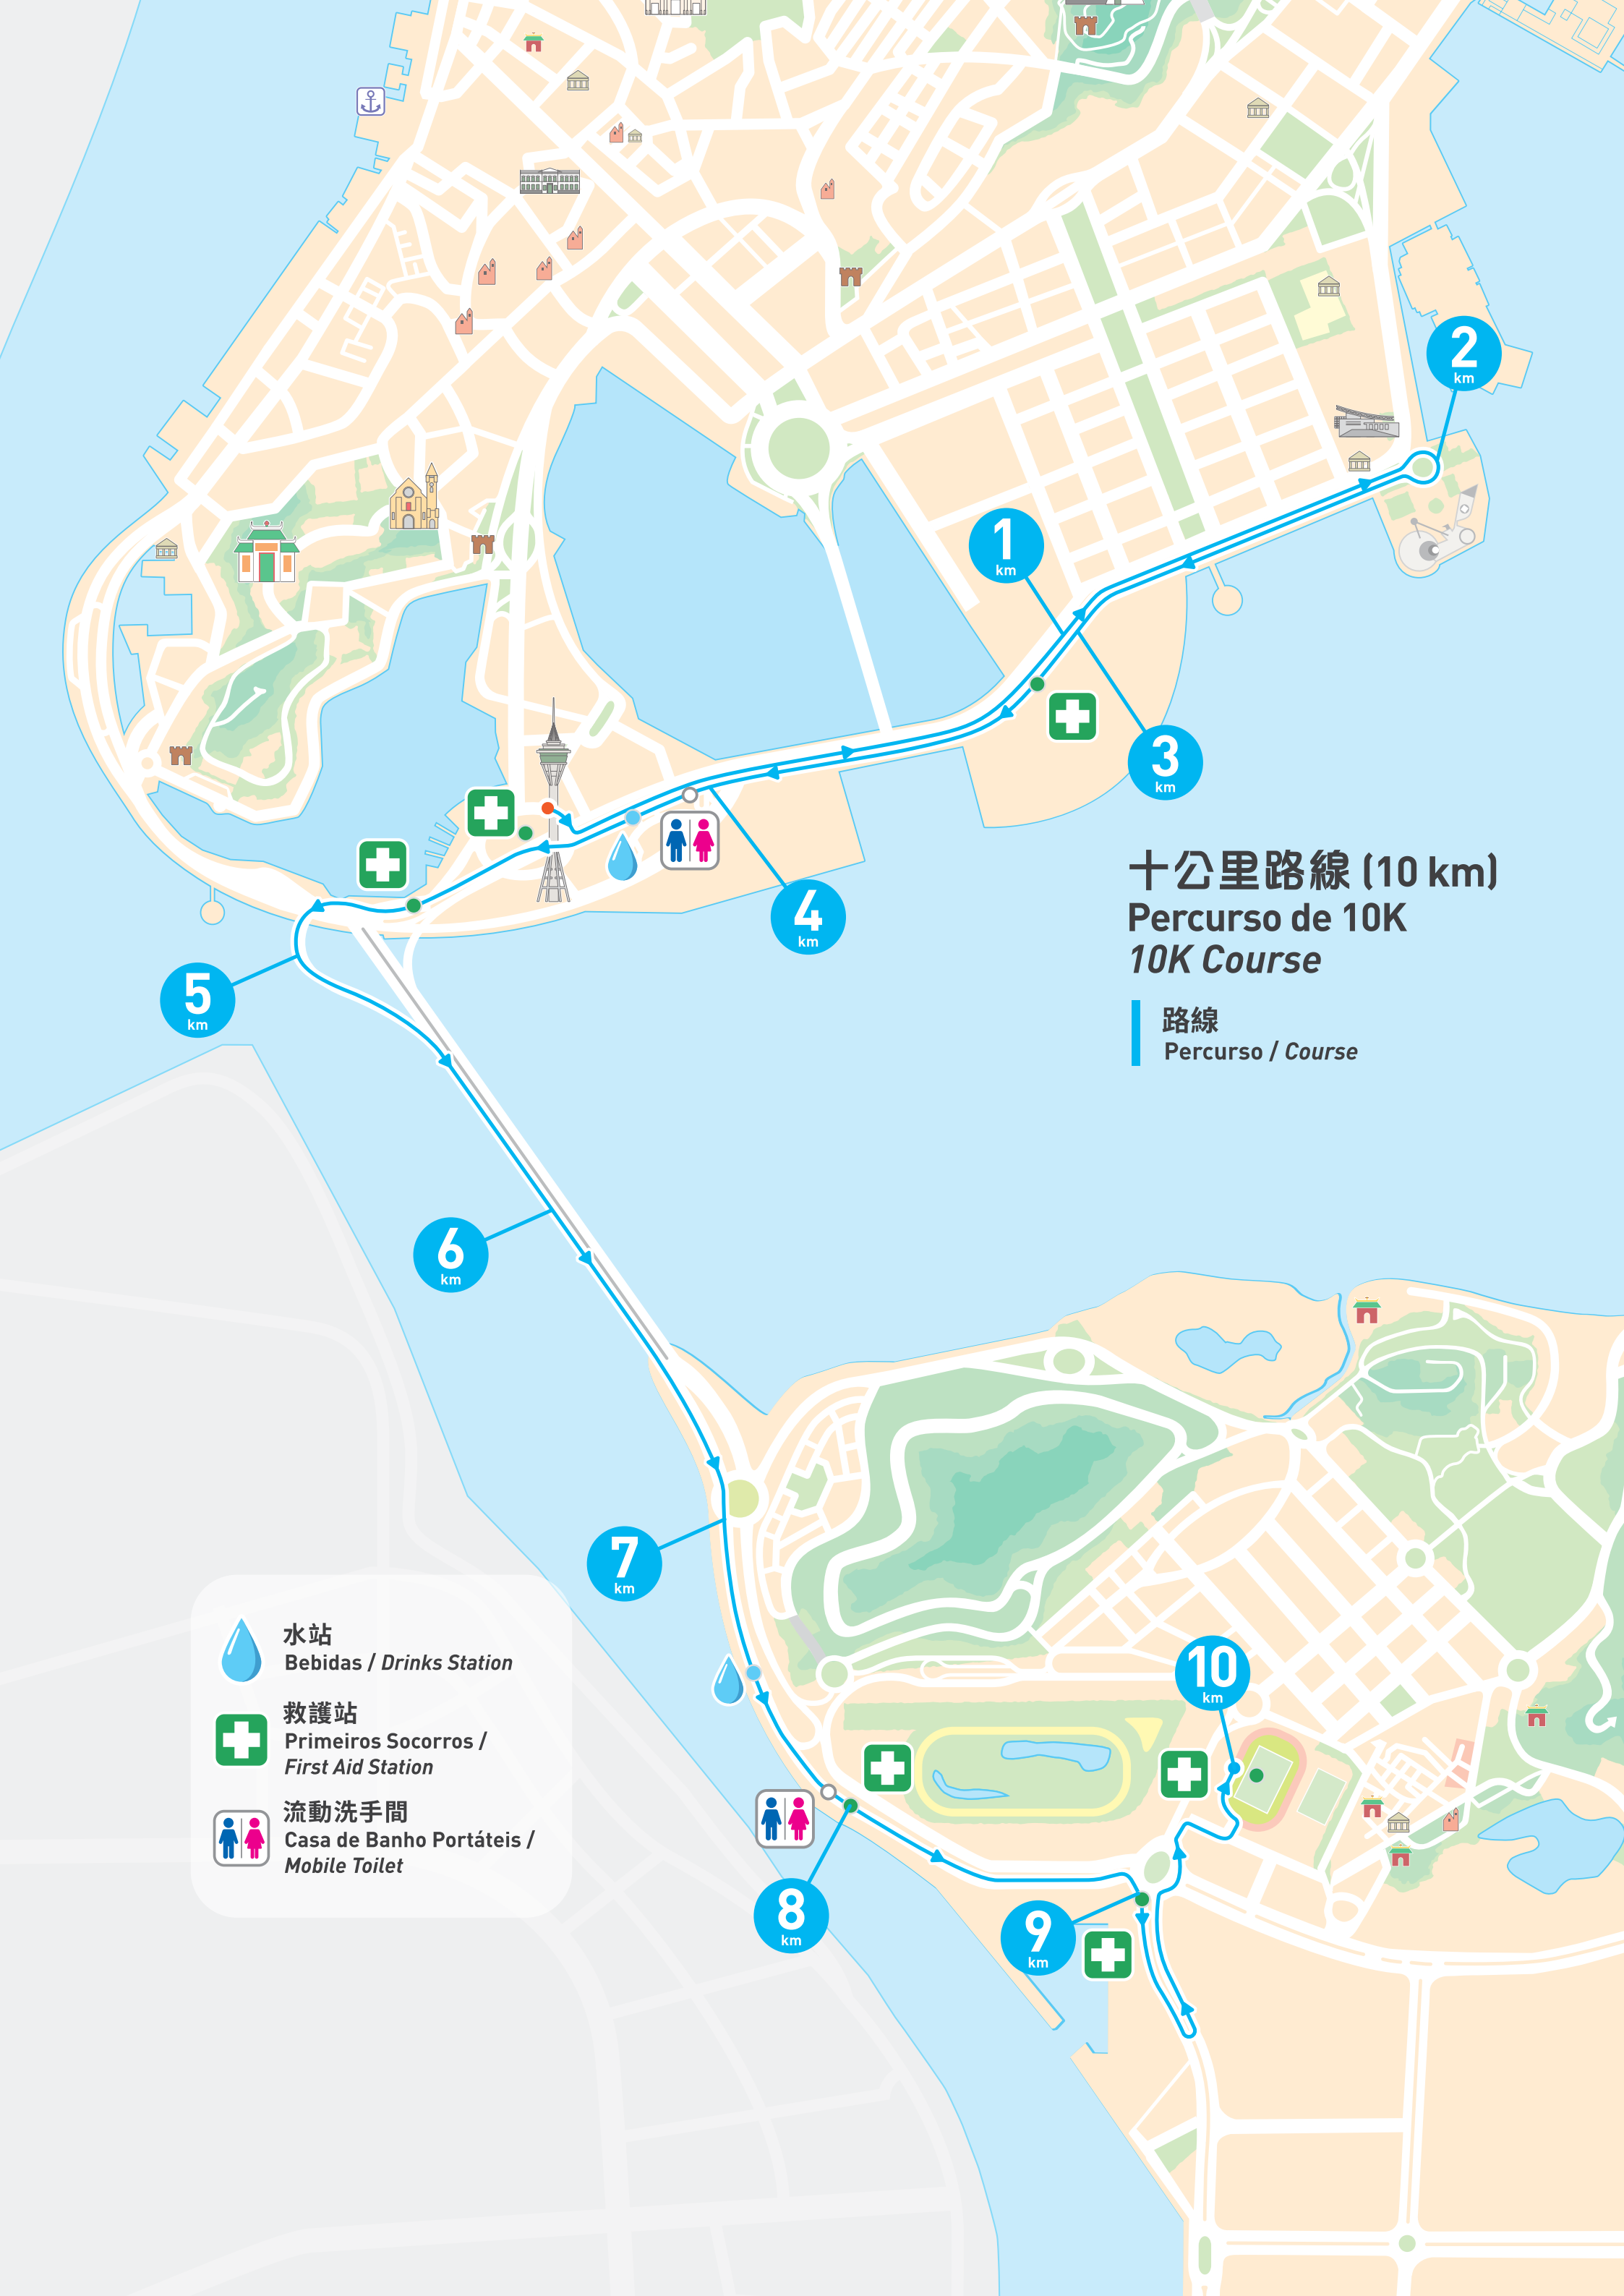 2
km
1
km
3
km
十公里路線 (10 km)
Percurso de 10K
10K Course
4
km
路線
Percurso / Course
5
km
6
km
7
km
水站
Bebidas / Drinks Station
救護站
Primeiros Socorros /
First Aid Station
流動洗手間
Casa de Banho Portáteis /
Mobile Toilet
10
km
8
km
9
km